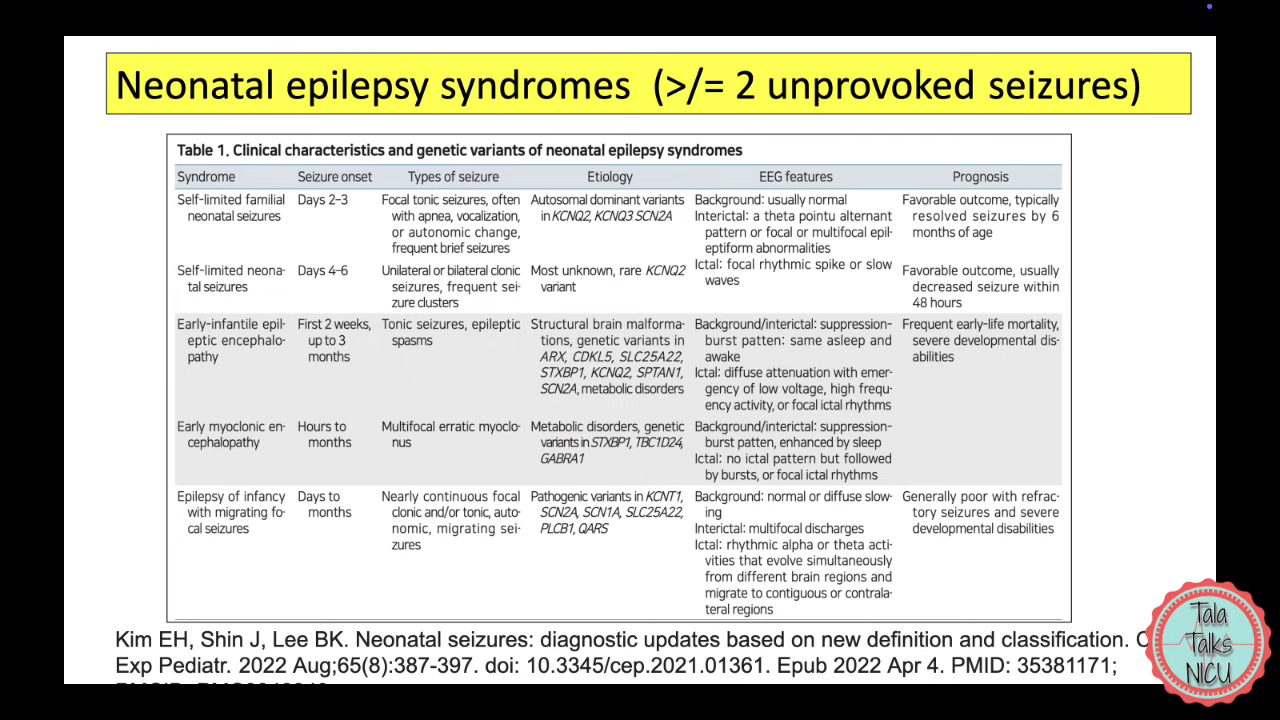 Neonatal epilepsy syndromes (>/= 2 unprovoked seizures)
Table 1. Clinical characteristics and genetic variants of neonatal epilepsy syndromes
Syndrome Seizure onset Types of seizure Etiology EEG features Prognosis
Self-limited familial
neonatal seizures
Days 2-3
Focal tonic seizures, often
with apnea, vocalization,
or autonomic change,
frequent brief seizures
Autosomal dominant variants
in KCNQ2, KCNQ3 SCN2A
Background: usually normal
Interictal: a theta pointu alternant
pattern or focal or multifocal epil-
eptiform abnormalities
Ictal: focal rhythmic spike or slow
waves
Favorable outcome, typically
resolved seizures by 6
months of age
Self-limited neona-
tal seizures
Days 4-6
Unilateral or bilateral clonic
seizures, frequent sei-
zure clusters
Most unknown, rare KCNQ2
variant
Favorable outcome, usually
decreased seizure within
48 hours
Early-infantile epil-
eptic encephalo-
pathy
First 2 weeks,
up to 3
months
Tonic seizures, epileptic
spasms
Structural brain malforma-
tions, genetic variants in
ARX, CDKL5, SLC25A22,
STXBP1, KCNQ2, SPTAN1,
SCN2A, metabolic disorders
Background/interictal: suppression-
burst patten: same asleep and
awake
Ictal: diffuse attenuation with emer-
gency of low voltage, high frequ-
ency activity, or focal ictal rhythms
Frequent early-life mortality,
severe developmental dis-
abilities
Early myoclonic en-
cephalopathy
Hours to
months
Multifocal erratic myoclo-
nus
Metabolic disorders, genetic
variants in STXBP1, TBC1D24,
GABRA1
Background/interictal: suppression-
burst patten, enhanced by sleep
Ictal: no ictal pattern but followed
by bursts, or focal ictal rhythms
Epilepsy of infancy
with migrating fo-
cal seizures
Days to
months
Nearly continuous focal
clonic and/or tonic, auto-
nomic, migrating sei-
zures
Pathogenic variants in KCNT1,
SCN2A, SCN1A, SLC25A22,
PLCB1, QARS
Background: normal or diffuse slow-
ing
Interictal: multifocal discharges
Ictal: rhythmic alpha or theta acti-
vities that evolve simultaneously
from different brain regions and
migrate to contiguous or contrala-
teral regions
Generally poor with refrac-
tory seizures and severe
developmental disabilities
Kim EH, Shin J, Lee BK. Neonatal seizures: diagnostic updates based on new definition and classification.
Exp Pediatr. 2022 Aug;65(8):387-397. doi: 10.3345/cep.2021.01361. Epub 2022 Apr 4. PMID: 35381171;
Tala
Talks
NICU